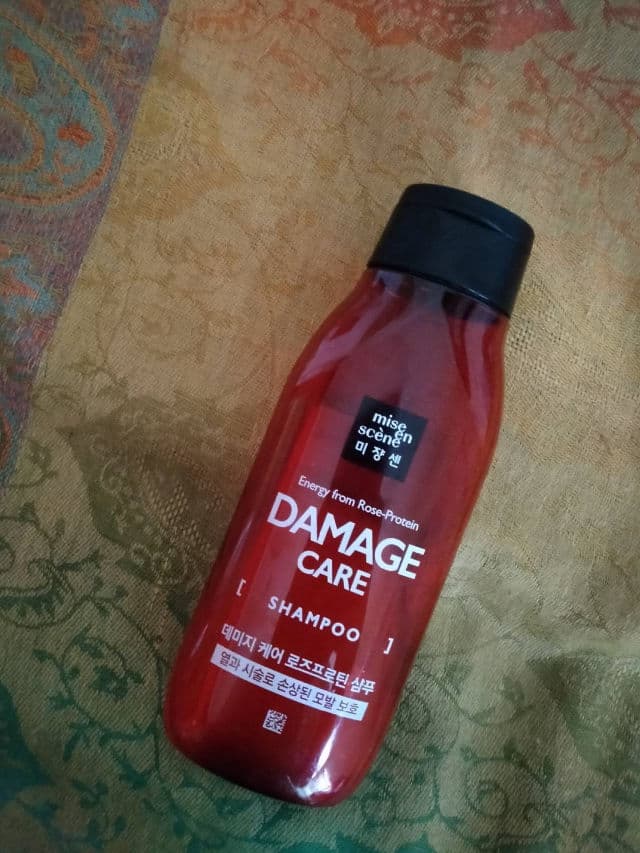 mise
en
scène
미쟝센
Energy from Rose-Protein
DAMAGE
CARE
[ SHAMPOO ]
데미지 케어 로즈프로틴 샴푸
열과 시술로 손상된 모발 보호